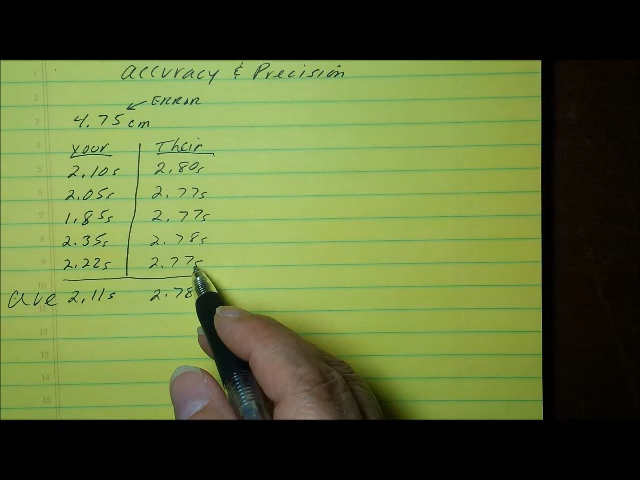 Accuracy & Precision
← ERROR
4.75 cm
your Their
2.10s 2.80s
2.05s 2.77s
1.85s 2.77s
2.35s 2.78s
2.22s 2.77s
ave 2.11s 2.78